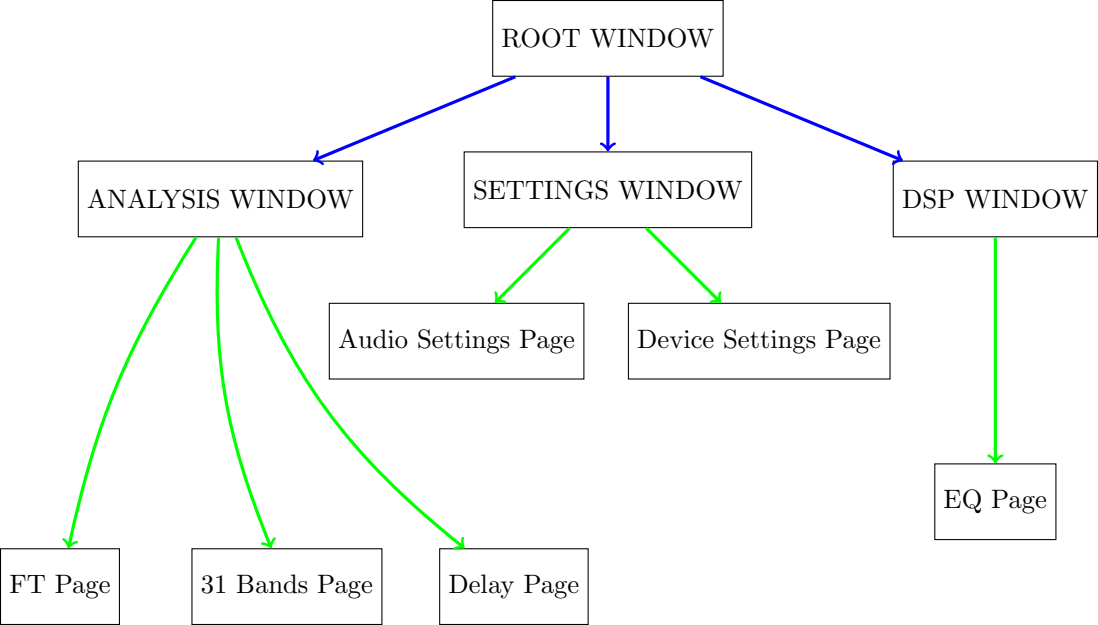 ROOT WINDOW
ANALYSIS WINDOW
SETTINGS WINDOW
DSP WINDOW
Audio Settings Page
Device Settings Page
EQ Page
FT Page
31 Bands Page
Delay Page